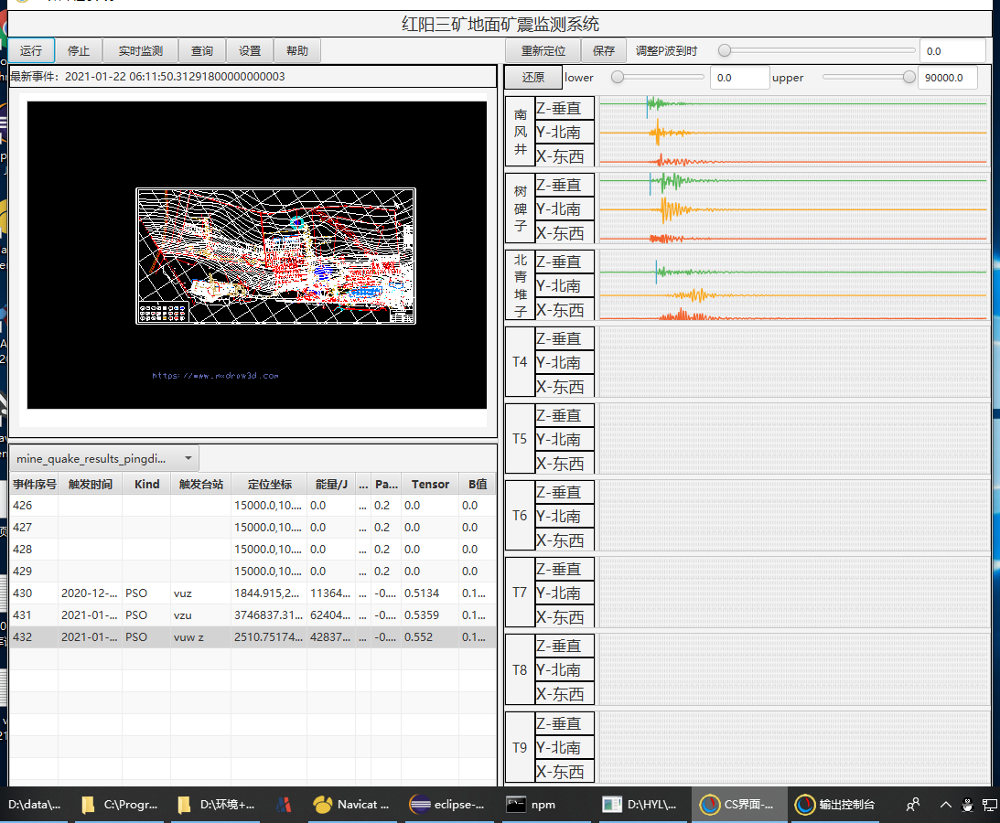 红阳三矿地面矿震监测系统
运行 停止 实时监测 查询 设置 帮助
重新定位 保存 调整P波到时 0.0
最新事件：2021-01-22 06:11:50.31291800000000003
还原 lower 0.0 upper 90000.0
南风井
Z-垂直
Y-北南
X-东西
树碑子
Z-垂直
Y-北南
X-东西
北青堆子
Z-垂直
Y-北南
X-东西
T4
Z-垂直
Y-北南
X-东西
T5
Z-垂直
Y-北南
X-东西
T6
Z-垂直
Y-北南
X-东西
T7
Z-垂直
Y-北南
X-东西
T8
Z-垂直
Y-北南
X-东西
T9
Z-垂直
Y-北南
X-东西
https://www.mxdraw3d.com
mine_quake_results_pingdi...
事件序号 触发时间 Kind 触发台站 定位坐标 能量/J ... Pa... Tensor B值
426 15000.0,10.... 0.0 ... 0.2 0.0 0.0
427 15000.0,10.... 0.0 ... 0.2 0.0 0.0
428 15000.0,10.... 0.0 ... 0.2 0.0 0.0
429 15000.0,10.... 0.0 ... 0.2 0.0 0.0
430 2020-12-... PSO vuz 1844.915,2... 11364... ... -0.... 0.5134 0.1...
431 2021-01-... PSO vzu 3746837.31... 62404... ... -0.... 0.5359 0.1...
432 2021-01-... PSO vuw z 2510.75174... 42837... ... -0.... 0.552 0.1...
D:\data\... C:\Progr... D:\环境+... Navicat ... eclipse-... npm D:\HYL\... CS界面-... 输出控制台